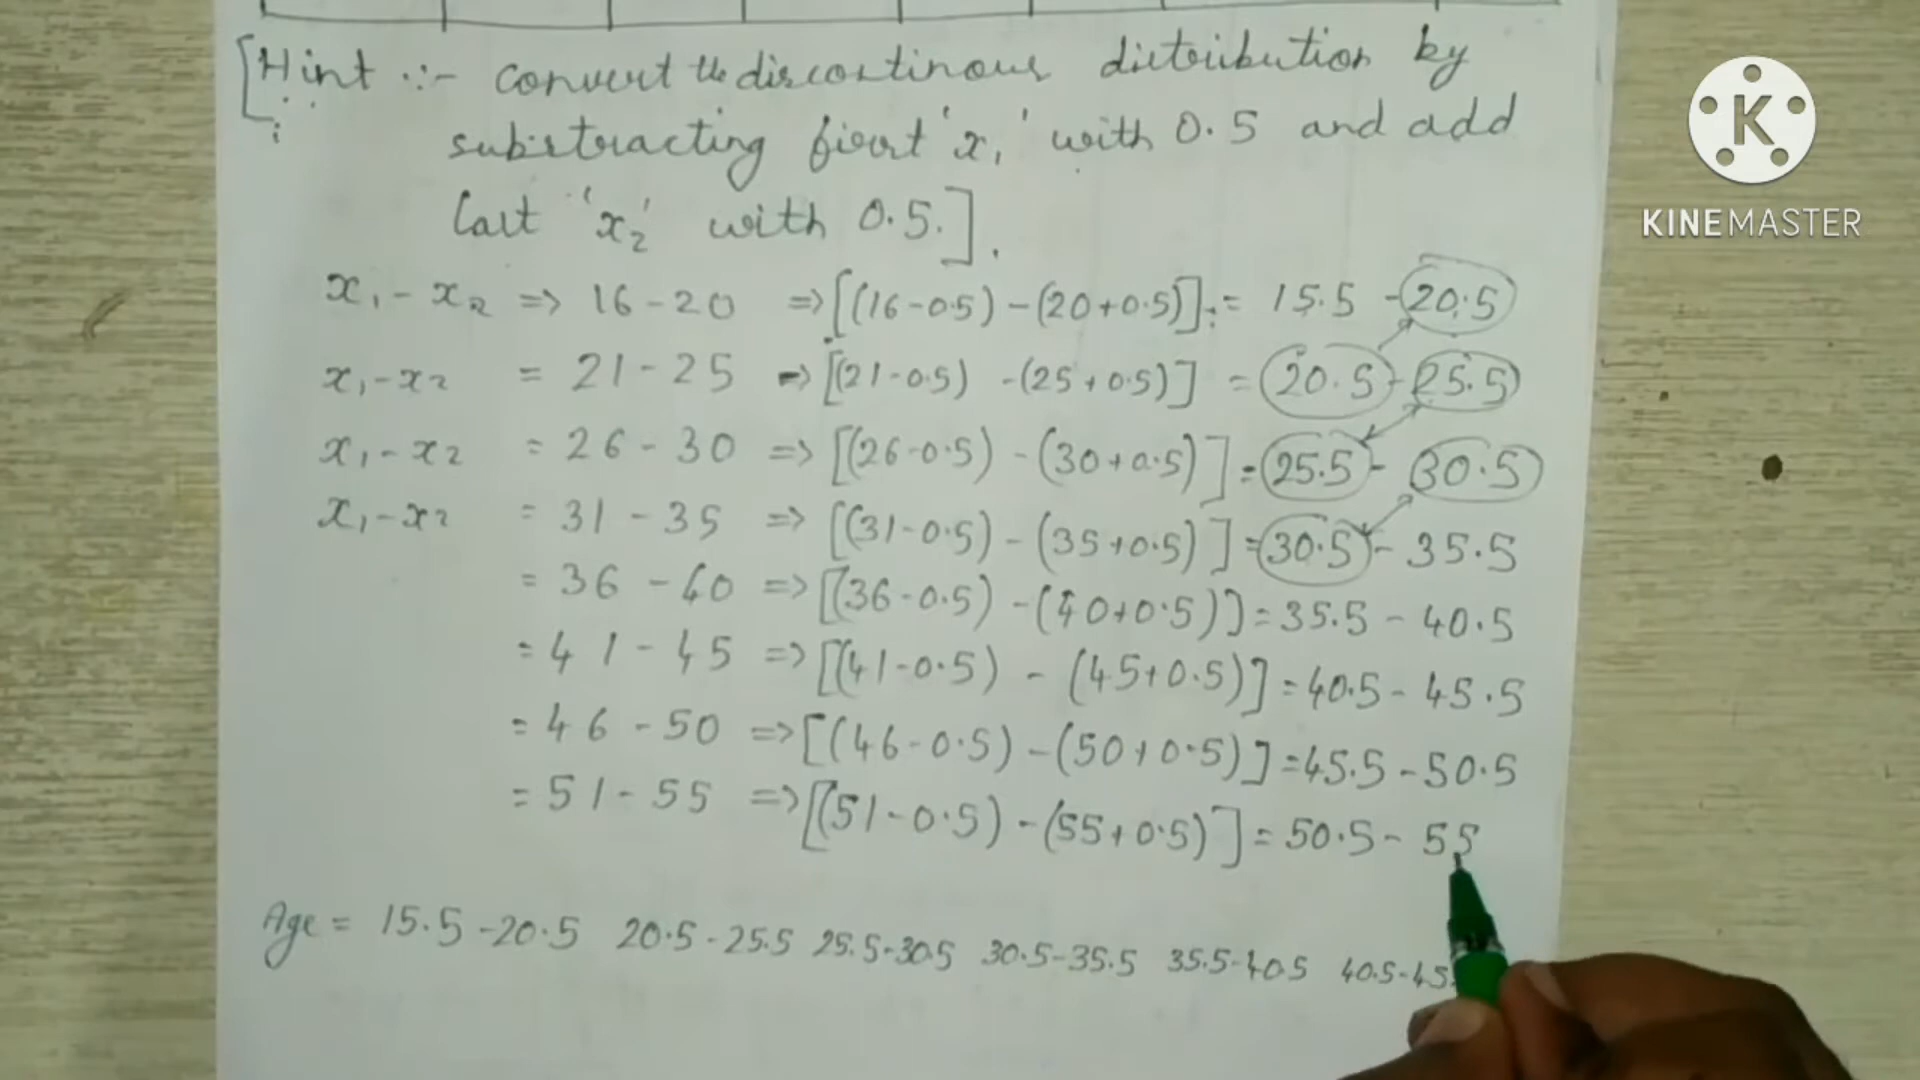 [Hint :- convert the discontinous distribution by
substracting first 'x₁' with 0.5 and add
last 'x₂' with 0.5.].
x₁ - x₂ => 16 - 20 => [(16-0.5) - (20+0.5)] = 15.5 - 20.5
x₁ - x₂ = 21 - 25 => [(21-0.5) - (25+0.5)] = 20.5 - 25.5
x₁ - x₂ = 26 - 30 => [(26-0.5) - (30+0.5)] = 25.5 - 30.5
x₁ - x₂ = 31 - 35 => [(31-0.5) - (35+0.5)] = 30.5 - 35.5
= 36 - 40 => [(36-0.5) - (40+0.5)] = 35.5 - 40.5
= 41 - 45 => [(41-0.5) - (45+0.5)] = 40.5 - 45.5
= 46 - 50 => [(46-0.5) - (50+0.5)] = 45.5 - 50.5
= 51 - 55 => [(51-0.5) - (55+0.5)] = 50.5 - 55
Age = 15.5 - 20.5 20.5 - 25.5 25.5 - 30.5 30.5 - 35.5 35.5 - 40.5 40.5 - 45
K
KINEMASTER